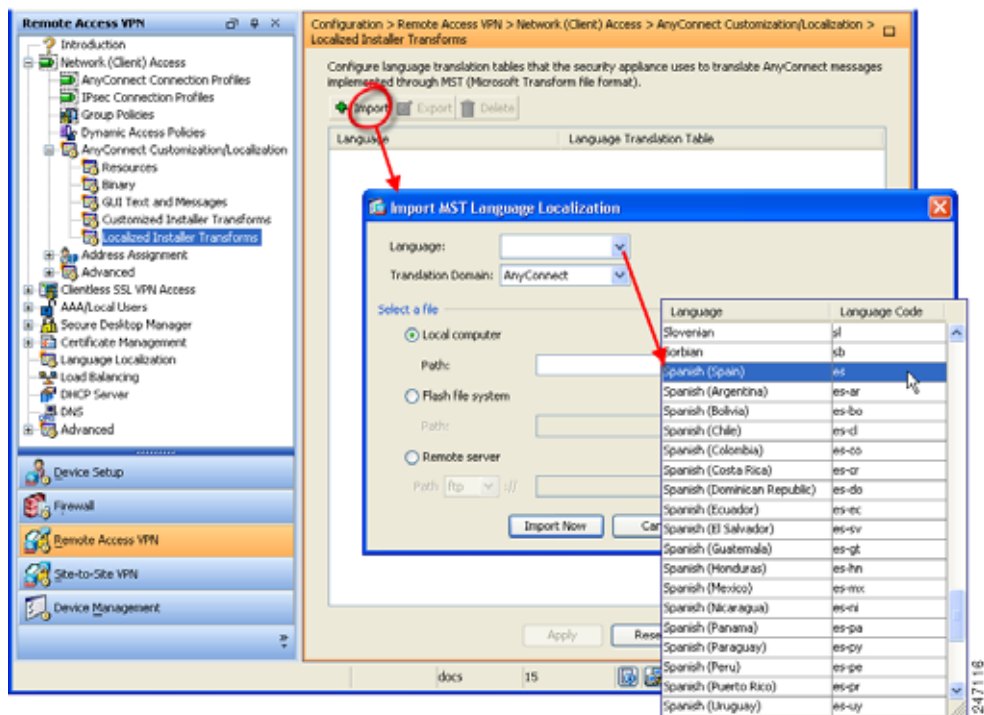 Remote Access VPN
Introduction
Network (Client) Access
AnyConnect Connection Profiles
IPsec Connection Profiles
Group Policies
Dynamic Access Policies
AnyConnect Customization/Localization
Resources
Binary
GUI Text and Messages
Customized Installer Transforms
Localized Installer Transforms
Address Assignment
Advanced
Clientless SSL VPN Access
AAA/Local Users
Secure Desktop Manager
Certificate Management
Language Localization
Load Balancing
DHCP Server
DNS
Advanced
Device Setup
Firewall
Remote Access VPN
Site-to-Site VPN
Device Management
Configuration > Remote Access VPN > Network (Client) Access > AnyConnect Customization/Localization >
Localized Installer Transforms
Configure language translation tables that the security appliance uses to translate AnyConnect messages
implemented through MST (Microsoft Transform file format).
Import Export Delete
Language Language Translation Table
Import MST Language Localization
Language:
Translation Domain: AnyConnect
Select a file
Local computer
Path:
Flash file system
Path:
Remote server
Path: ftp ://
Import Now Can
Apply Rese
docs 15
Language Language Code
Slovenian sl
Sorbian sb
Spanish (Spain) es
Spanish (Argentina) es-ar
Spanish (Bolivia) es-bo
Spanish (Chile) es-cl
Spanish (Colombia) es-co
Spanish (Costa Rica) es-cr
Spanish (Dominican Republic) es-do
Spanish (Ecuador) es-ec
Spanish (El Salvador) es-sv
Spanish (Guatemala) es-gt
Spanish (Honduras) es-hn
Spanish (Mexico) es-mx
Spanish (Nicaragua) es-ni
Spanish (Panama) es-pa
Spanish (Paraguay) es-py
Spanish (Peru) es-pe
Spanish (Puerto Rico) es-pr
Spanish (Uruguay) es-uy
247116